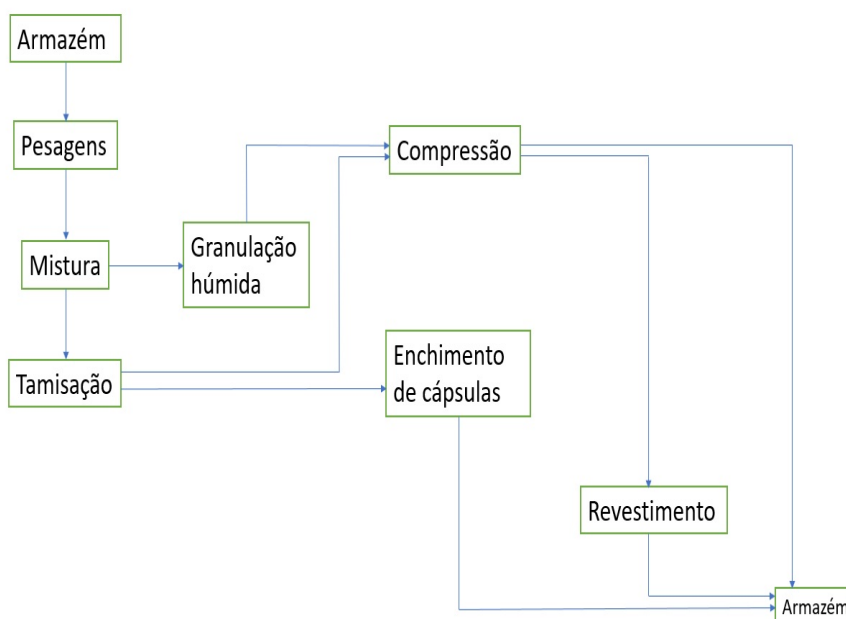 Armazém
Pesagens
Compressão
Mistura
Granulação
húmida
Tamisação
Enchimento
de cápsulas
Revestimento
Armazém